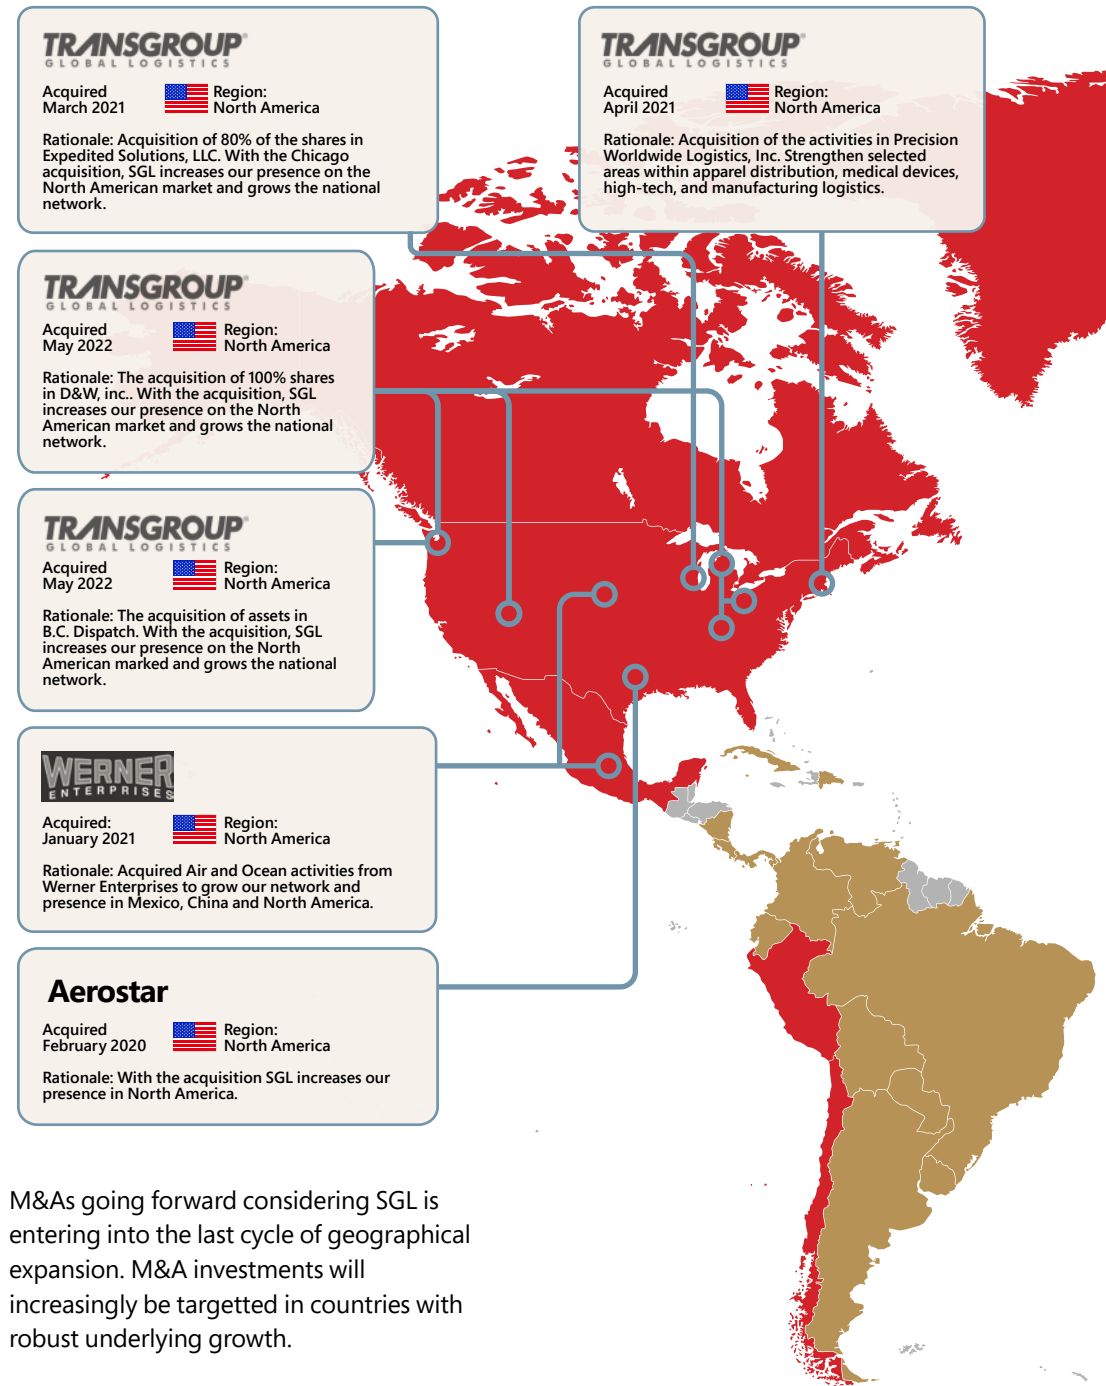 TRANSGROUP
GLOBAL LOGISTICS
Acquired
March 2021
Region:
North America
Rationale: Acquisition of 80% of the shares in
Expedited Solutions, LLC. With the Chicago
acquisition, SGL increases our presence on the
North American market and grows the national
network.
TRANSGROUP
GLOBAL LOGISTICS
Acquired
April 2021
Region:
North America
Rationale: Acquisition of the activities in Precision
Worldwide Logistics, Inc. Strengthen selected
areas within apparel distribution, medical devices,
high-tech, and manufacturing logistics.
TRANSGROUP
GLOBAL LOGISTICS
Acquired
May 2022
Region:
North America
Rationale: The acquisition of 100% shares
in D&W, inc.. With the acquisition, SGL
increases our presence on the North
American market and grows the national
network.
TRANSGROUP
GLOBAL LOGISTICS
Acquired
May 2022
Region:
North America
Rationale: The acquisition of assets in
B.C. Dispatch. With the acquisition, SGL
increases our presence on the North
American marked and grows the national
network.
WERNER
ENTERPRISES
Acquired:
January 2021
Region:
North America
Rationale: Acquired Air and Ocean activities from
Werner Enterprises to grow our network and
presence in Mexico, China and North America.
Aerostar
Acquired
February 2020
Region:
North America
Rationale: With the acquisition SGL increases our
presence in North America.
M&As going forward considering SGL is
entering into the last cycle of geographical
expansion. M&A investments will
increasingly be targetted in countries with
robust underlying growth.